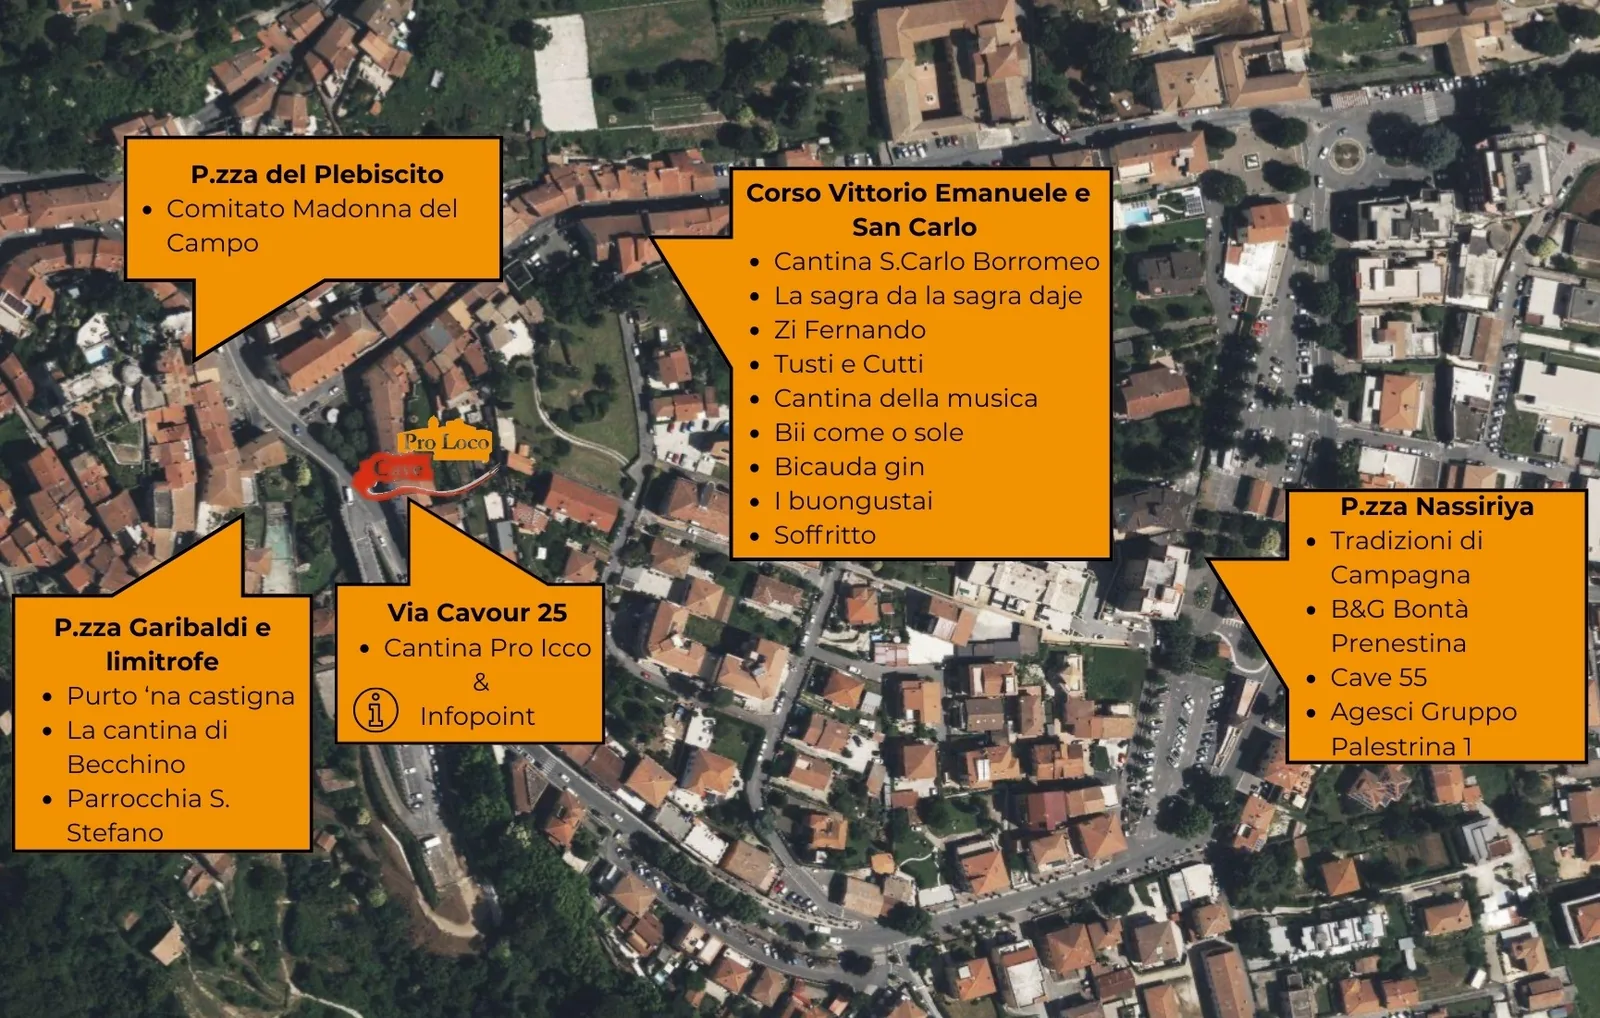 P.zza del Plebiscito
• Comitato Madonna del
Campo
Corso Vittorio Emanuele e
San Carlo
• Cantina S.Carlo Borromeo
• La sagra da la sagra daje
• Zi Fernando
• Tusti e Cutti
• Cantina della musica
• Bii come o sole
• Bicauda gin
• I buongustai
• Soffritto
Pro Loco
Cave
P.zza Nassiriya
• Tradizioni di
Campagna
• B&G Bontà
Prenestina
• Cave 55
• Agesci Gruppo
Palestrina 1
P.zza Garibaldi e
limitrofe
• Purto ‘na castigna
• La cantina di
Becchino
• Parrocchia S.
Stefano
Via Cavour 25
• Cantina Pro lcco
&
i Infopoint